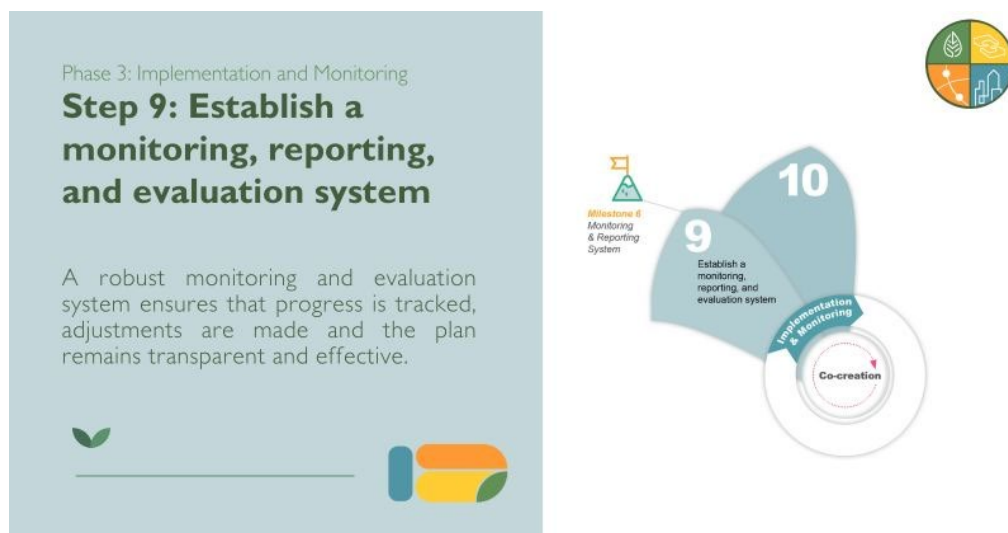 Phase 3: Implementation and Monitoring
Step 9: Establish a
monitoring, reporting,
and evaluation system
A robust monitoring and evaluation
system ensures that progress is tracked,
adjustments are made and the plan
remains transparent and effective.
Milestone 6
Monitoring
& Reporting
System
9
Establish a
monitoring,
reporting, and
evaluation system
10
Implementation
& Monitoring
Co-creation